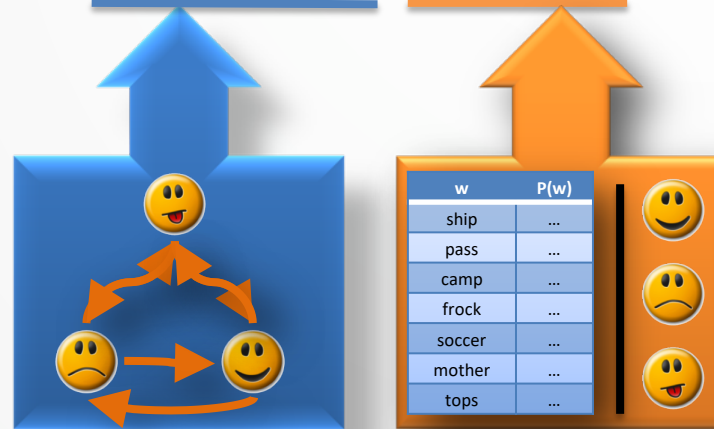 w P(w)
ship ...
pass ...
camp ...
frock ...
soccer ...
mother ...
tops ...